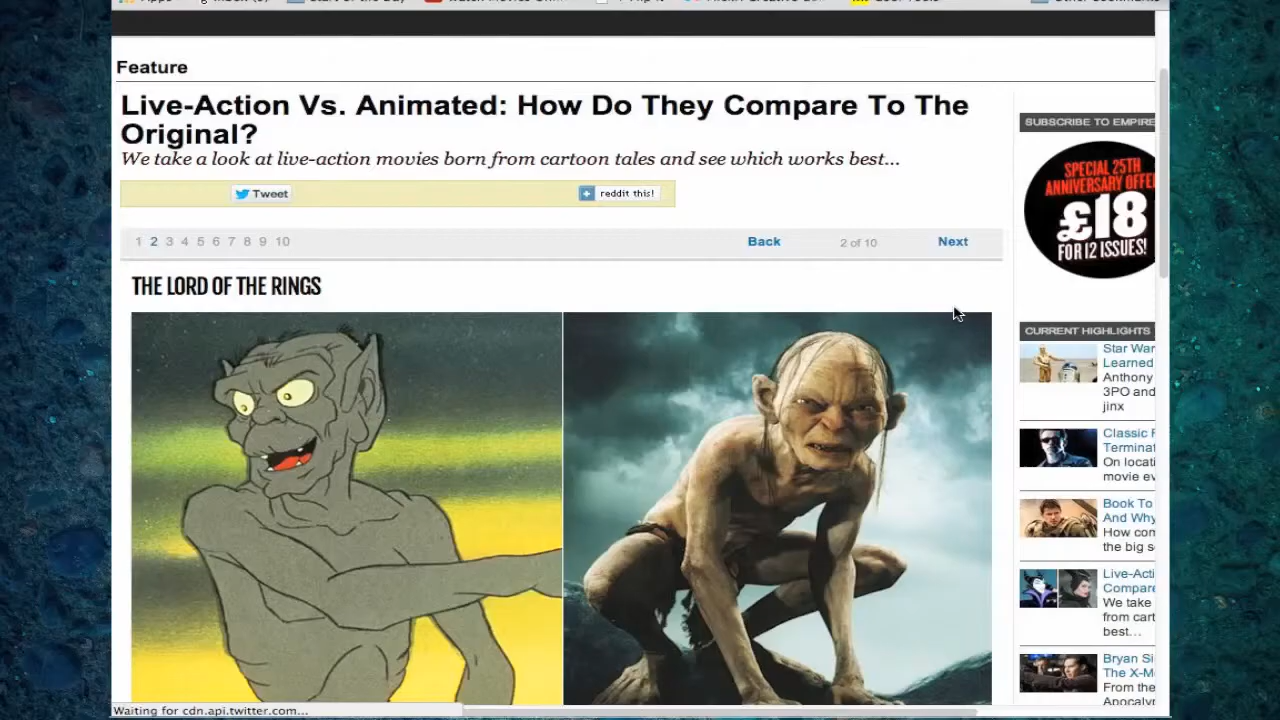 Feature
Live-Action Vs. Animated: How Do They Compare To The
Original?
We take a look at live-action movies born from cartoon tales and see which works best...
Tweet
reddit this!
1 2 3 4 5 6 7 8 9 10
Back
2 of 10
Next
THE LORD OF THE RINGS
SUBSCRIBE TO EMPIRE
SPECIAL 25TH
ANNIVERSARY OFFE
£18
FOR 12 ISSUES!
CURRENT HIGHLIGHTS
Star War
Learned
Anthony
3PO and
jinx
Classic F
Terminat
On locati
movie ev
Book To
And Why
How com
the big s
Live-Acti
Compare
We take
from cart
best...
Bryan Si
The X-M
From the
Apocalyp
Waiting for cdn.api.twitter.com...